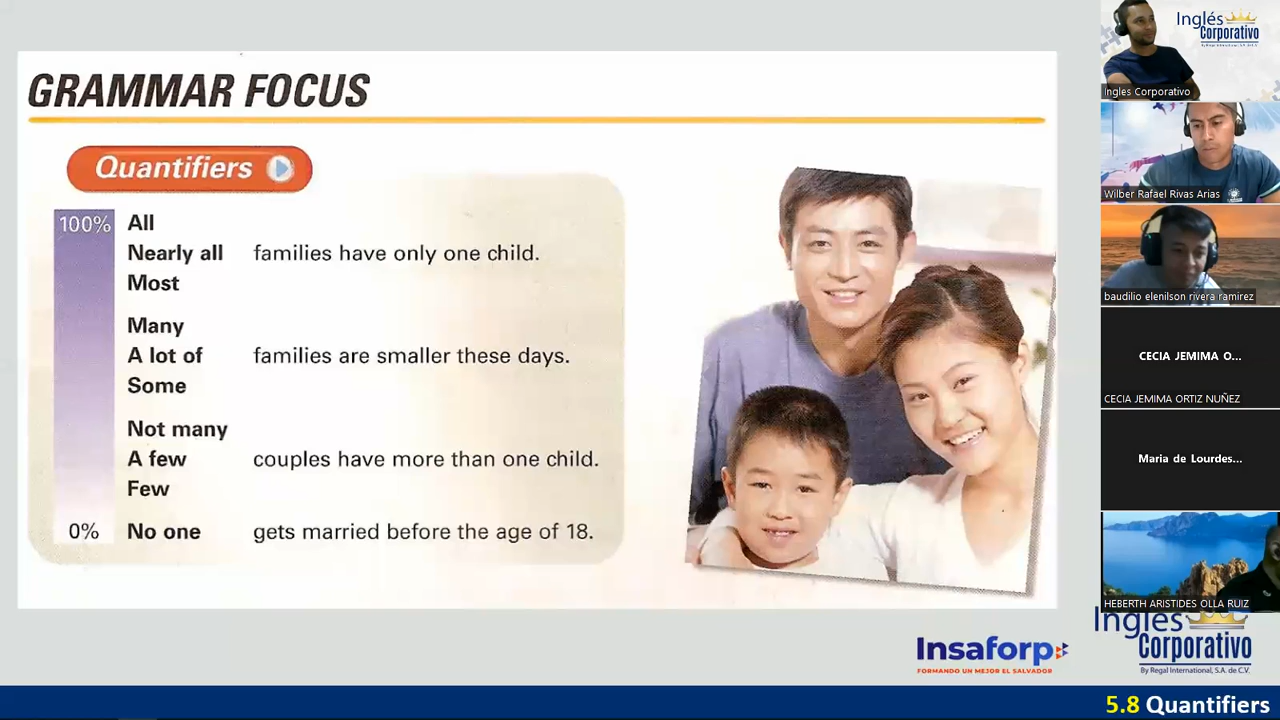 GRAMMAR FOCUS
Quantifiers
100% All
Nearly all families have only one child.
Most
Many
A lot of families are smaller these days.
Some
Not many
A few couples have more than one child.
Few
0% No one gets married before the age of 18.
Inglés
Corporativo
By Regal International, S.A. de C.V.
Ingles Corporativo
Wilber Rafael Rivas Arias
baudilio elenilson rivera ramirez
CECIA JEMIMA O...
CECIA JEMIMA ORTIZ NUÑEZ
Maria de Lourdes...
HEBERTH ARISTIDES OLLA RUIZ
Insaforp
FORMANDO UN MEJOR EL SALVADOR
Inglés
Corporativo
By Regal International, S.A. de C.V.
5.8 Quantifiers